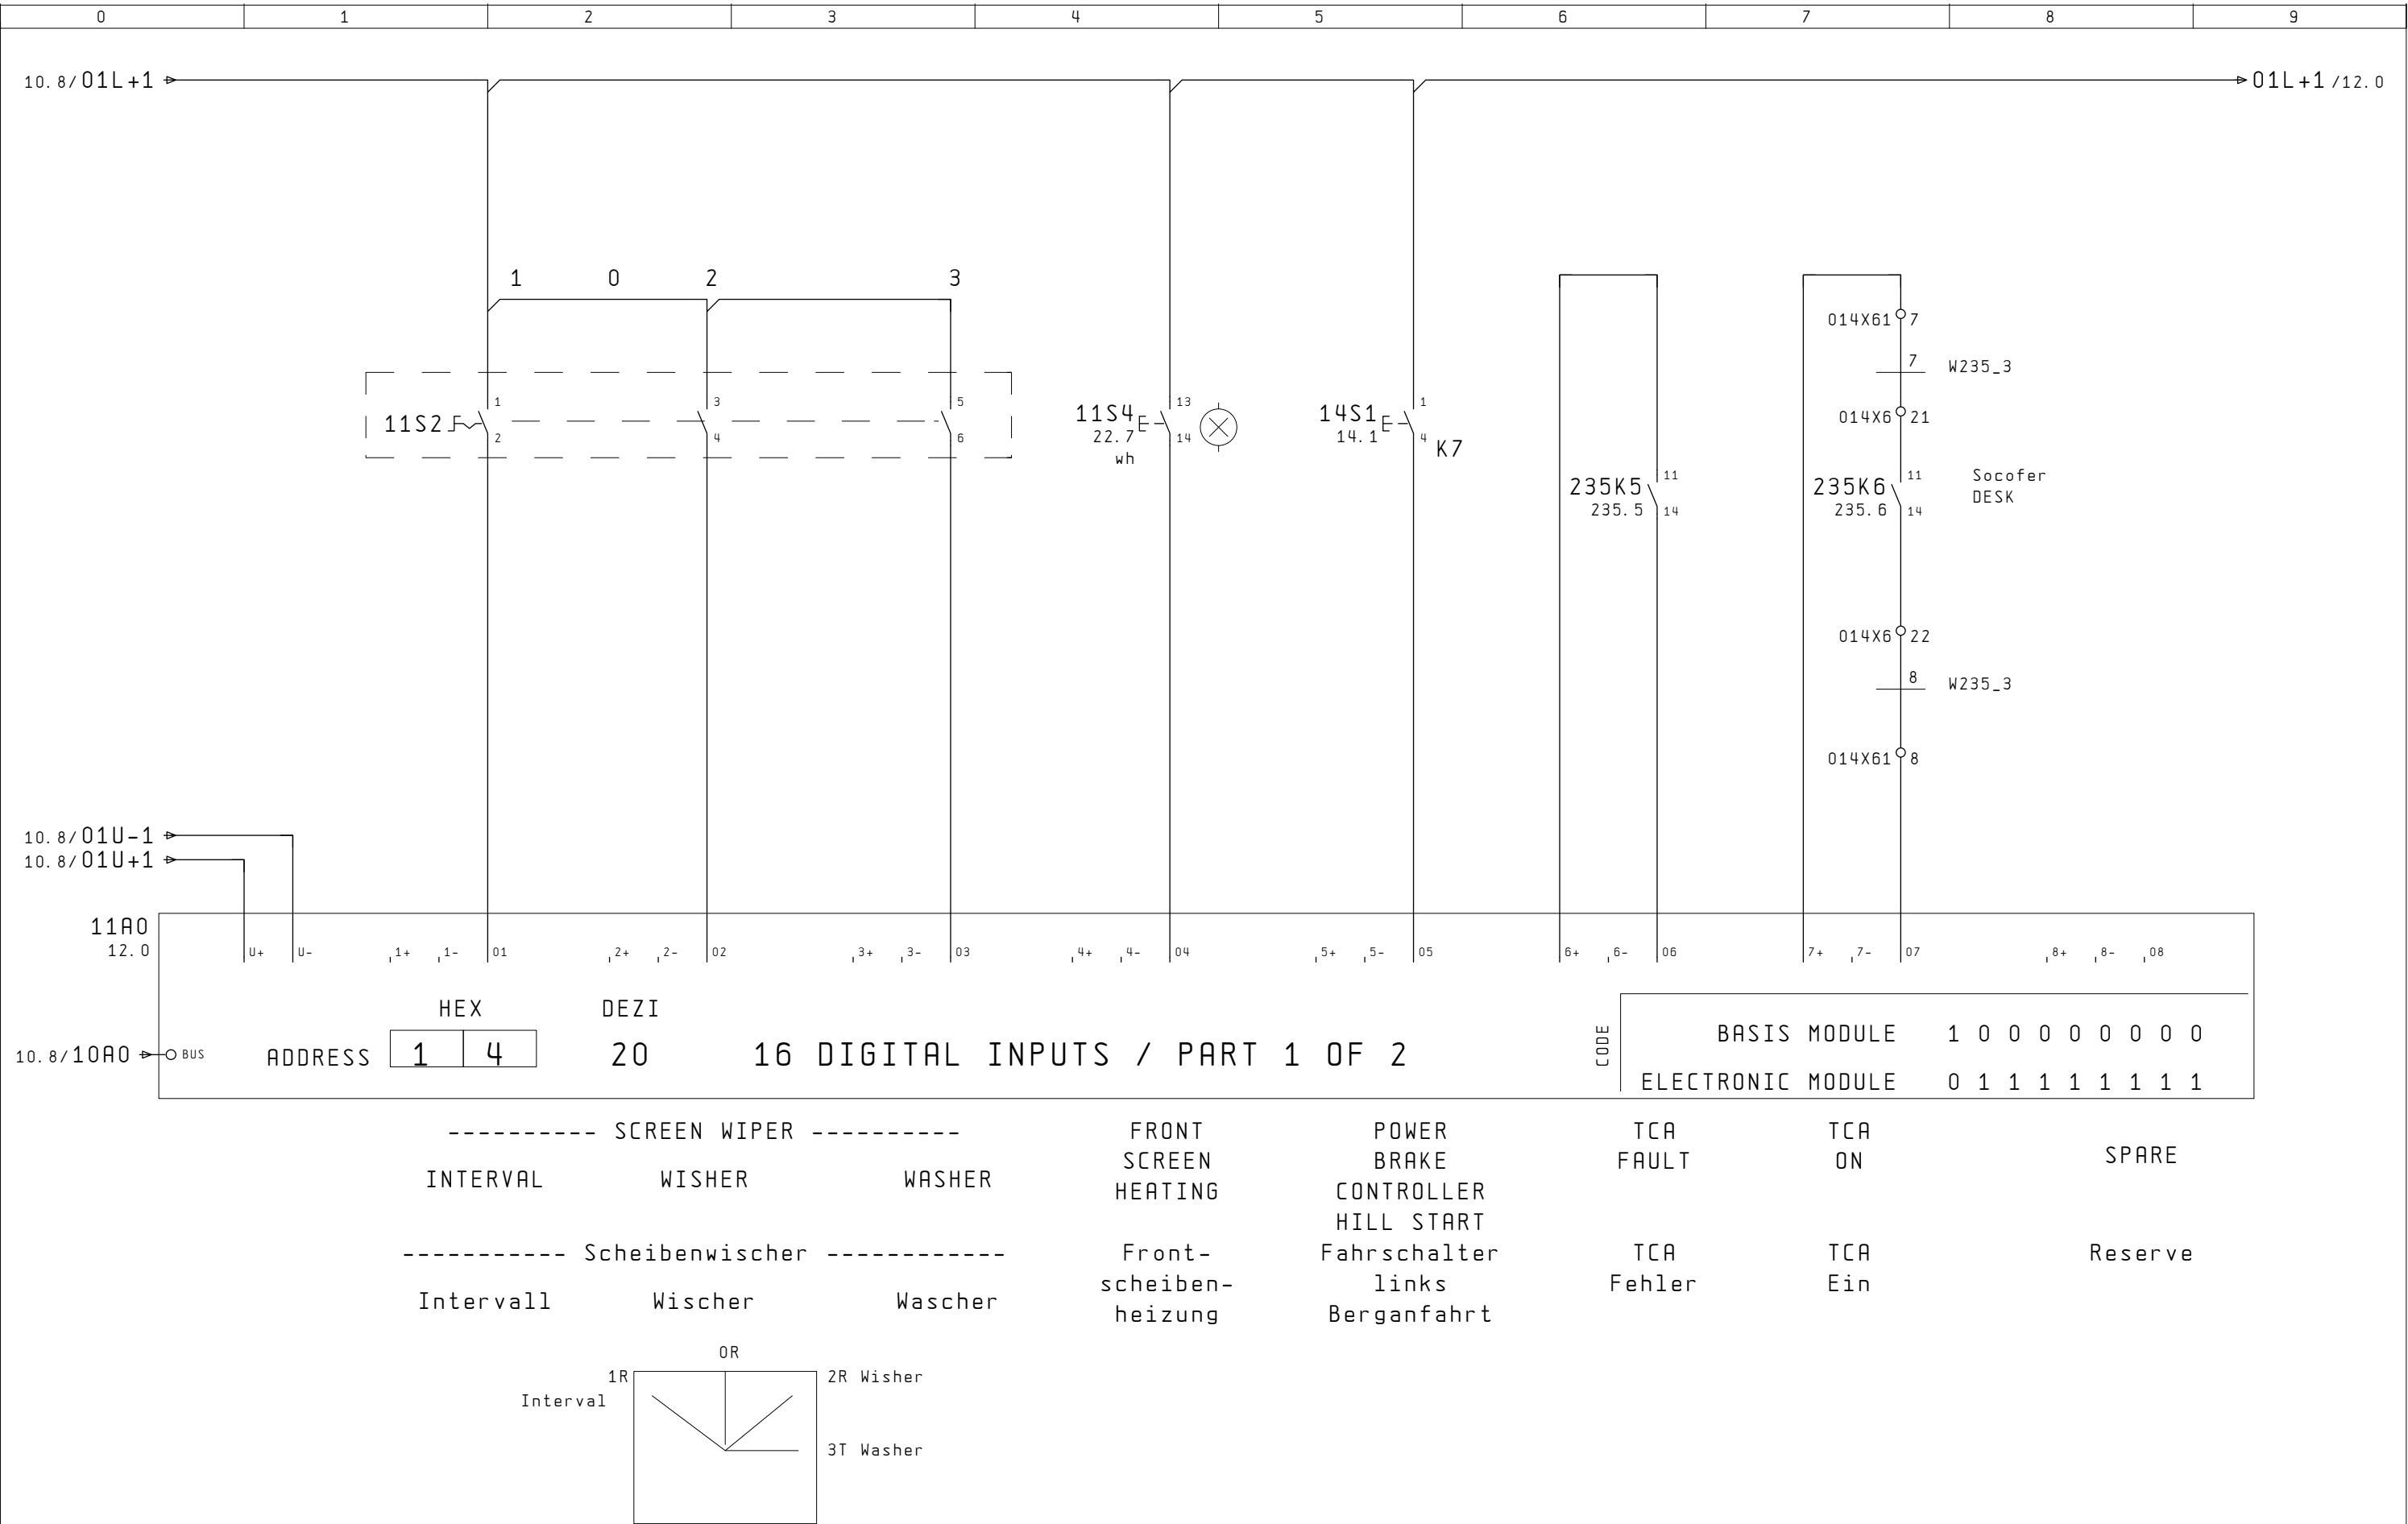 0 1 2 3 4 5 6 7 8 9
10.8/01L+1 01L+1 /12.0
1 0 2 3
014X61 7
7 W235_3
11S2 1 2 3 4 5 6
11S4 13 14
22.7
wh
14S1 1 4 K7
14.1
014X6 21
235K5 11 14
235.5
235K6 11 14
235.6
Socofer
DESK
014X6 22
8 W235_3
014X61 8
10.8/01U-1
10.8/01U+1
11A0
12.0
U+ U- 1+ 1- 01 2+ 2- 02 3+ 3- 03 4+ 4- 04 5+ 5- 05 6+ 6- 06 7+ 7- 07 8+ 8- 08
HEX DEZI
10.8/10A0 BUS ADDRESS 1 4 20 16 DIGITAL INPUTS / PART 1 OF 2
CODE
BASIS MODULE 1 0 0 0 0 0 0 0 0
ELECTRONIC MODULE 0 1 1 1 1 1 1 1 1
---------- SCREEN WIPER ----------
INTERVAL WISHER WASHER
FRONT
SCREEN
HEATING
POWER
BRAKE
CONTROLLER
HILL START
TCA
FAULT
TCA
ON
SPARE
----------- Scheibenwischer ------------
Intervall Wischer Wascher
Front-
scheiben-
heizung
Fahrschalter
links
Berganfahrt
TCA
Fehler
TCA
Ein
Reserve
0R
1R 2R Wisher
Interval
3T Washer